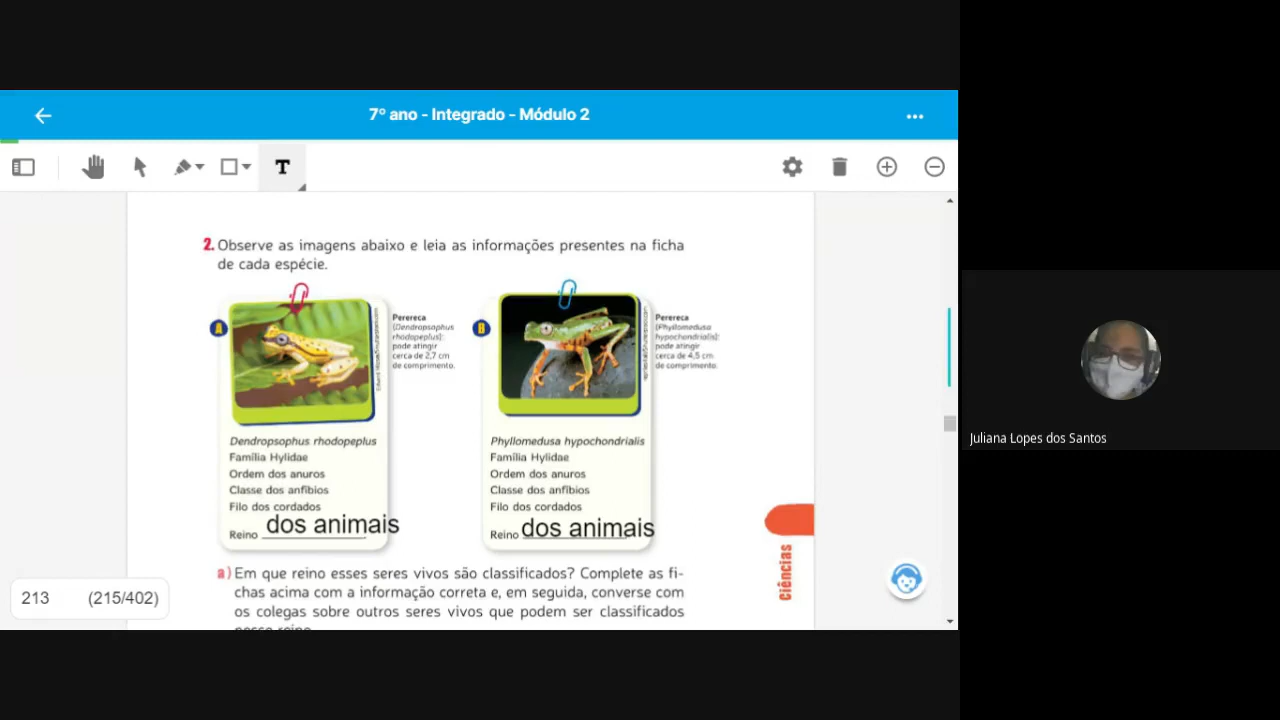 7º ano - Integrado - Módulo 2
T
2. Observe as imagens abaixo e leia as informações presentes na ficha
de cada espécie.
A
Perereca
(Dendropsophus
rhodopeplus):
pode atingir
cerca de 2,7 cm
de comprimento.
B
Perereca
(Phyllomedusa
hypochondrialis):
pode atingir
cerca de 4,5 cm
de comprimento.
Dendropsophus rhodopeplus
Família Hylidae
Ordem dos anuros
Classe dos anfíbios
Filo dos cordados
Reino dos animais
Phyllomedusa hypochondrialis
Família Hylidae
Ordem dos anuros
Classe dos anfíbios
Filo dos cordados
Reino dos animais
a) Em que reino esses seres vivos são classificados? Complete as fi-
chas acima com a informação correta e, em seguida, converse com
os colegas sobre outros seres vivos que podem ser classificados
nesse reino.
Ciências
213 (215/402)
Juliana Lopes dos Santos